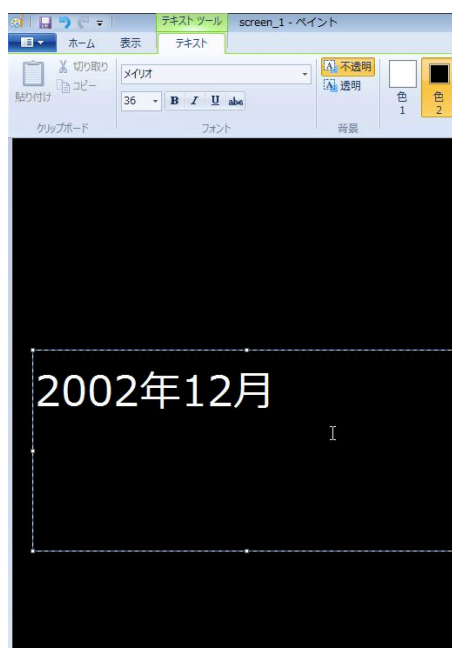 テキスト ツール screen_1 - ペイント
ホーム 表示 テキスト
貼り付け
切り取り
コピー
クリップボード
メイリオ
36 B I U abc
フォント
不透明
透明
背景
色
1
色
2
2002年12月